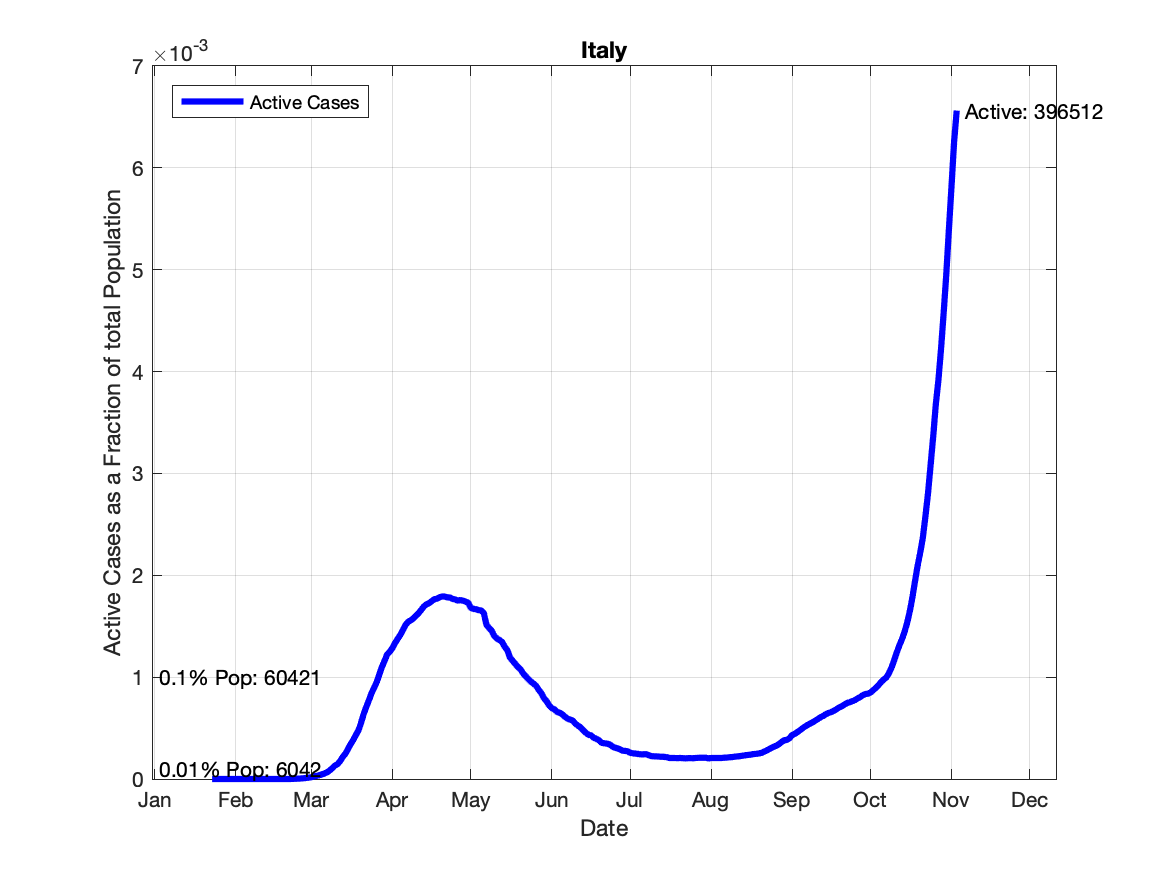 Italy
×10-3
7
6
5
4
3
2
1
0
Active Cases as a Fraction of total Population
Active Cases
Active: 396512
0.1% Pop: 60421
0.01% Pop: 6042
Jan Feb Mar Apr May Jun Jul Aug Sep Oct Nov Dec
Date